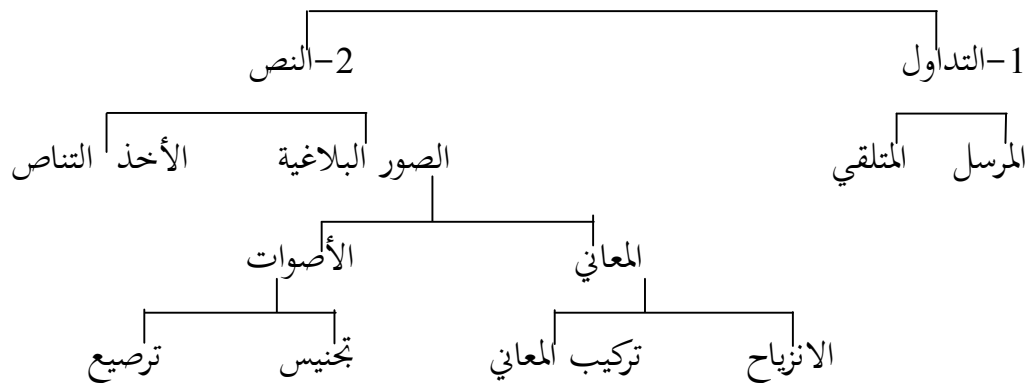 1-التداول 2-النص
المرسل المتلقي الصور البلاغية الأخذ التناص
المعاني الأصوات
الانزياح تركيب المعاني تجنيس ترصيع